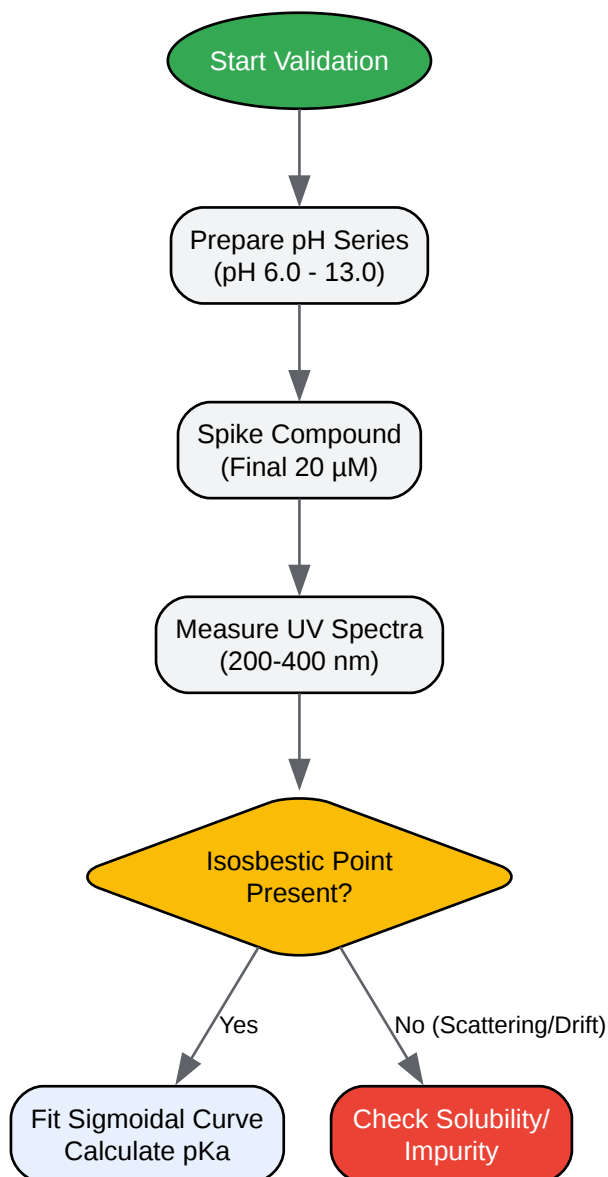 Start Validation
Prepare pH Series
(pH 6.0 - 13.0)
Spike Compound
(Final 20 µM)
Measure UV Spectra
(200-400 nm)
Isosbestic Point
Present?
Yes
No (Scattering/Drift)
Fit Sigmoidal Curve
Calculate pKa
Check Solubility/
Impurity